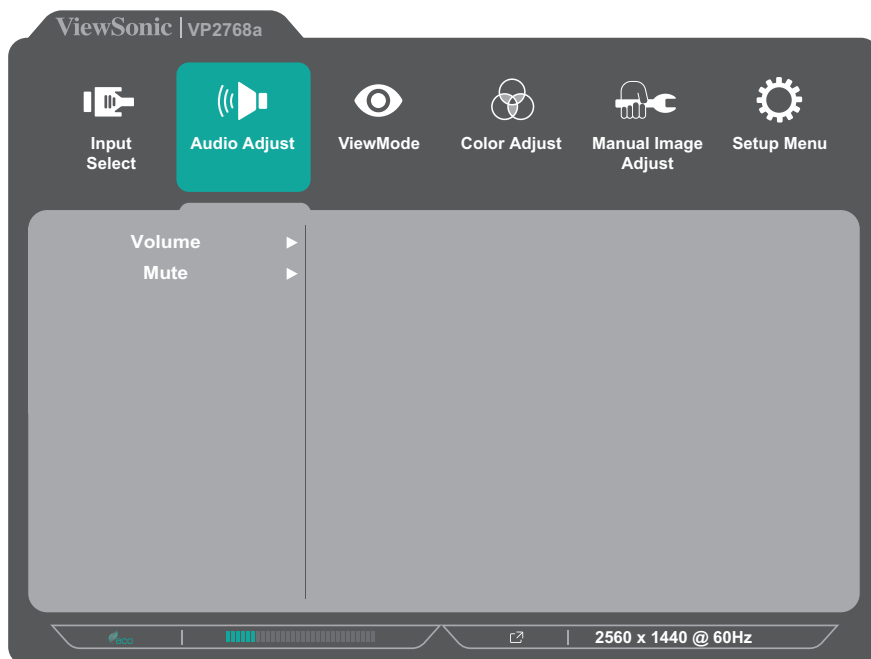 ViewSonic | VP2768a
Input Select
Audio Adjust
ViewMode
Color Adjust
Manual Image Adjust
Setup Menu
Volume
Mute
eco
2560 x 1440 @ 60Hz